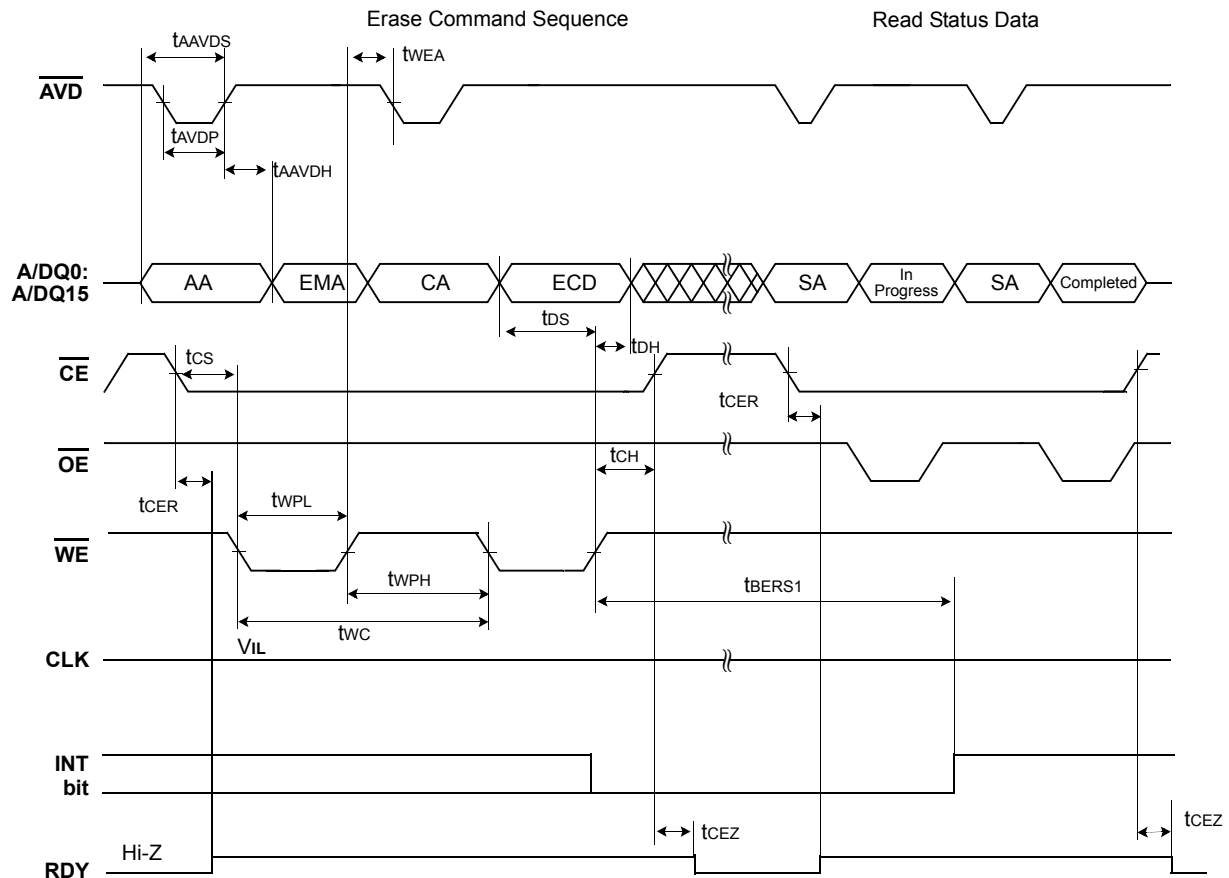 Erase Command Sequence
Read Status Data
tAAVDS
tWEA
AVD
tAVDP
tAAVDH
A/DQ0:
A/DQ15
AA
EMA
CA
ECD
SA
In
Progress
SA
Completed
tDS
tDH
tCS
CE
tCER
OE
tCH
tCER
tWPL
WE
tWPH
tBERS1
tWC
VIL
CLK
INT
bit
tCEZ
tCEZ
Hi-Z
RDY